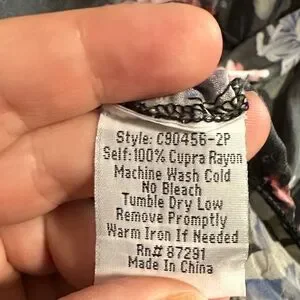 Style: C90456-2P
Self:100% Cupra Rayon
Machine Wash Cold
No Bleach
Tumble Dry Low
Remove Promptly
Warm Iron If Needed
Rn# 87291
Made In China